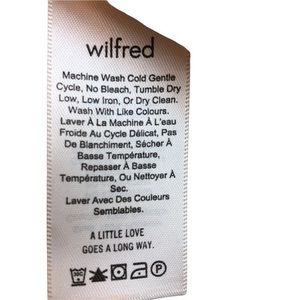 wilfred
Machine Wash Cold Gentle
Cycle, No Bleach, Tumble Dry
Low, Low Iron, Or Dry Clean.
Wash With Like Colours.
Laver À La Machine À L'eau
Froide Au Cycle Délicat, Pas
De Blanchiment, Sécher À
Basse Température,
Repasser À Basse
Température, Ou Nettoyer À
Sec.
Laver Avec Des Couleurs
Semblables.
A LITTLE LOVE
GOES A LONG WAY.